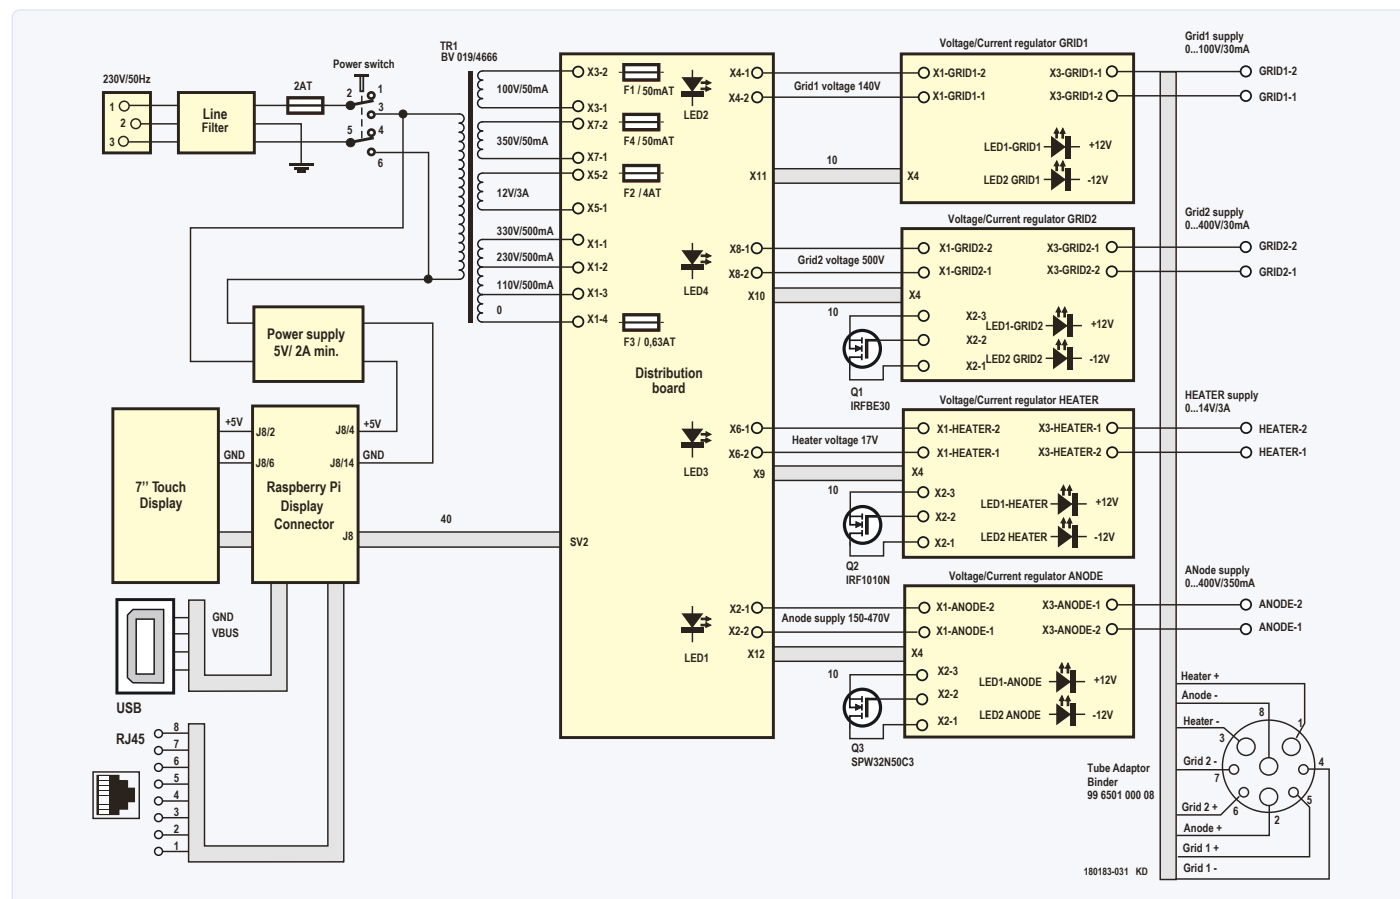 230V/50Hz
1
2
3
Line
Filter
2AT
Power switch
2
1
3
5
4
6
TR1
BV 019/4666
100V/50mA
350V/50mA
12V/3A
330V/500mA
230V/500mA
110V/500mA
0
X3-2
X3-1
X7-2
X7-1
X5-2
X5-1
X1-1
X1-2
X1-3
X1-4
F1 / 50mAT
F4 / 50mAT
F2 / 4AT
F3 / 0,63AT
LED2
LED4
LED3
LED1
Distribution
board
X4-1
X4-2
X11
X8-1
X8-2
X10
X6-1
X6-2
X9
X2-1
X2-2
X12
SV2
Power supply
5V/ 2A min.
7’’ Touch
Display
+5V
GND
J8/2
J8/6
J8/4
J8/14
+5V
GND
Raspberry Pi
Display
Connector
J8
40
GND
VBUS
USB
RJ45
8
7
6
5
4
3
2
1
Grid1 voltage 140V
10
Voltage/Current regulator GRID1
X1-GRID1-2
X3-GRID1-1
X1-GRID1-1
X3-GRID1-2
LED1-GRID1
+12V
LED2 GRID1
-12V
X4
Grid2 voltage 500V
10
Q1
IRFBE30
Voltage/Current regulator GRID2
X1-GRID2-2
X3-GRID2-1
X1-GRID2-1
X3-GRID2-2
X4
X2-3
X2-2
X2-1
LED1-GRID2
+12V
LED2 GRID2
-12V
Heater voltage 17V
10
Q2
IRF1010N
Voltage/Current regulator HEATER
X1-HEATER-2
X3-HEATER-1
X1-HEATER-1
X3-HEATER-2
X4
X2-3
X2-2
X2-1
LED1-HEATER
+12V
LED2 HEATER
-12V
Anode supply 150-470V
10
Q3
SPW32N50C3
Voltage/Current regulator ANODE
X1-ANODE-2
X3-ANODE-1
X1-ANODE-1
X3-ANODE-2
X4
X2-3
X2-2
X2-1
LED1-ANODE
+12V
LED2 ANODE
-12V
Grid1 supply
0...100V/30mA
GRID1-2
GRID1-1
Grid2 supply
0...400V/30mA
GRID2-2
GRID2-1
HEATER supply
0...14V/3A
HEATER-2
HEATER-1
ANode supply
0...400V/350mA
ANODE-2
ANODE-1
Heater +
Anode -
Heater -
Grid 2 -
Grid 2 +
Anode +
Grid 1 +
Grid 1 -
8
1
3
4
7
5
6
2
Tube Adaptor
Binder
99 6501 000 08
180183-031 KD